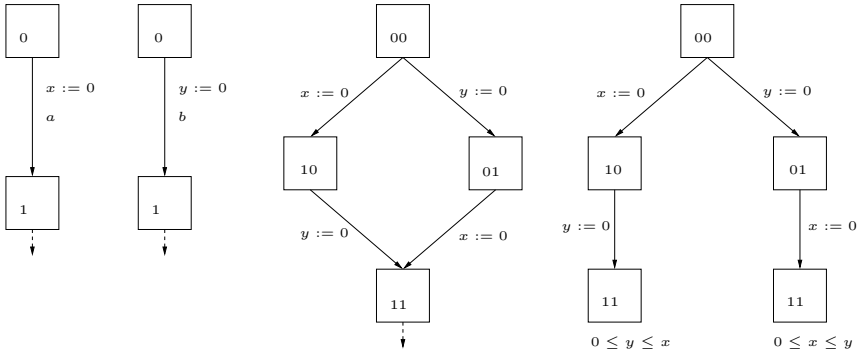 0 0 00 00
x := 0 y := 0 x := 0 y := 0 x := 0 y := 0
a b
10 01 10 01
1 1
y := 0 x := 0 y := 0 x := 0
11 11 11
0 ≤ y ≤ x 0 ≤ x ≤ y